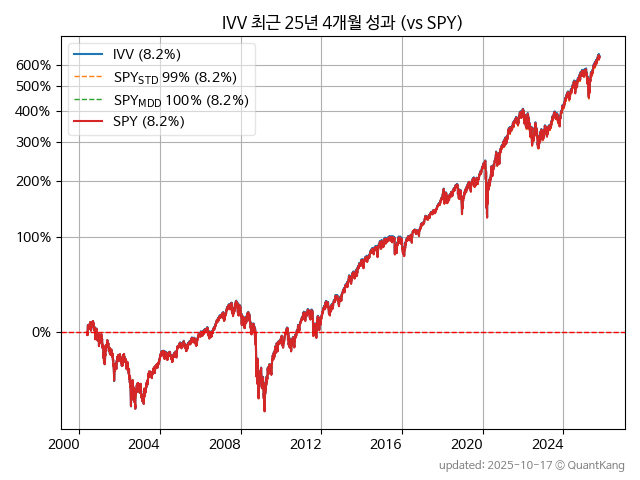 IVV 최근 25년 4개월 성과 (vs SPY)
IVV (8.2%)
SPY_STD 99% (8.2%)
SPY_MDD 100% (8.2%)
SPY (8.2%)
600%
500%
400%
300%
200%
100%
0%
2000 2004 2008 2012 2016 2020 2024
updated: 2025-10-17 © QuantKang